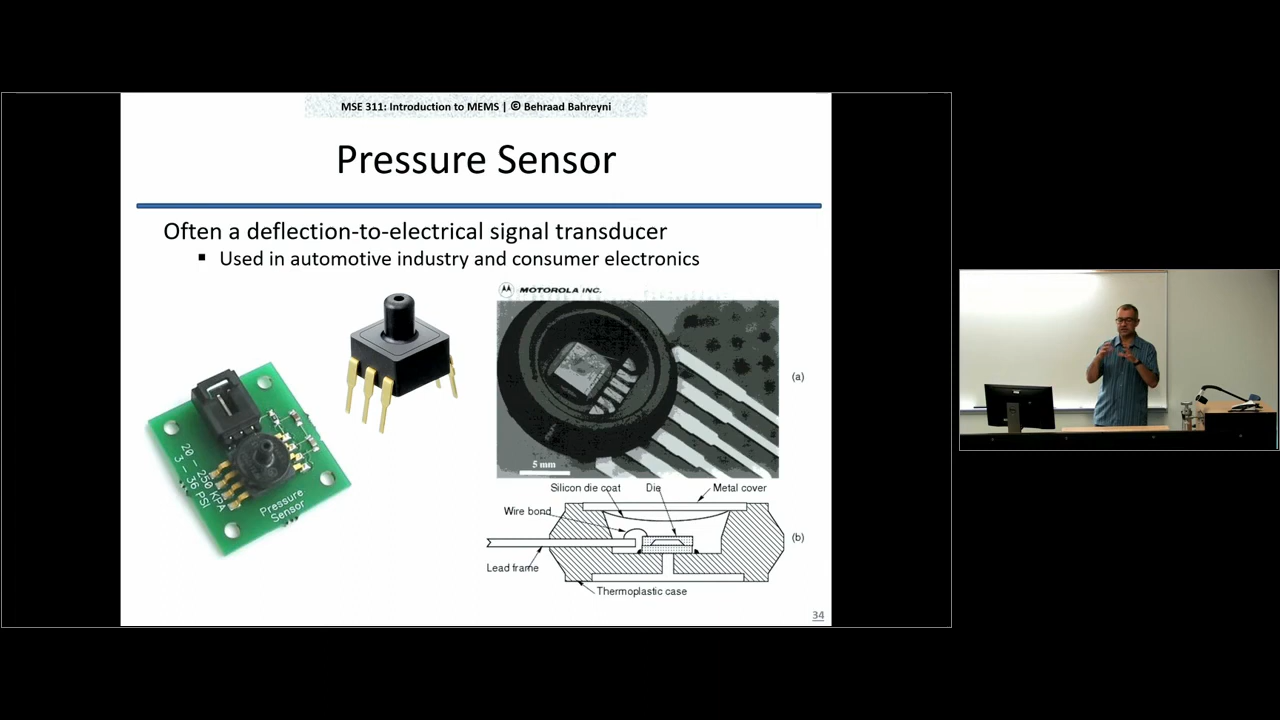 MSE 311: Introduction to MEMS | © Behraad Bahreyni
Pressure Sensor
Often a deflection-to-electrical signal transducer
▪ Used in automotive industry and consumer electronics
MOTOROLA INC.
(a)
5 mm
20 - 250 KPA
3 - 36 PSI
Pressure
Sensor
Silicon die coat
Die
Metal cover
Wire bond
(b)
Lead frame
Thermoplastic case
34